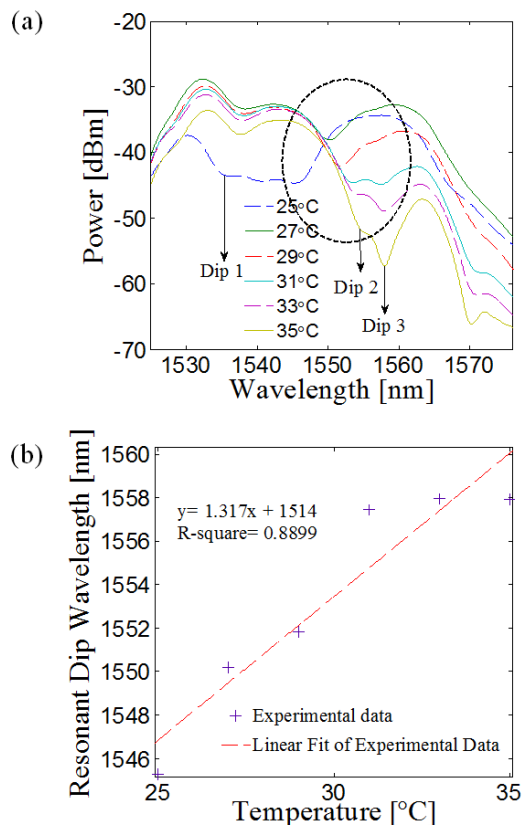 (a)
-20
-30
-40
-50
-60
-70
Power [dBm]
25°C
27°C
29°C
31°C
33°C
35°C
Dip 1
Dip 2
Dip 3
1530
1540
1550
1560
1570
Wavelength [nm]
(b)
1560
1558
1556
1554
1552
1550
1548
1546
Resonant Dip Wavelength [nm]
y= 1.317x + 1514
R-square= 0.8899
Experimental data
Linear Fit of Experimental Data
25
30
35
Temperature [°C]